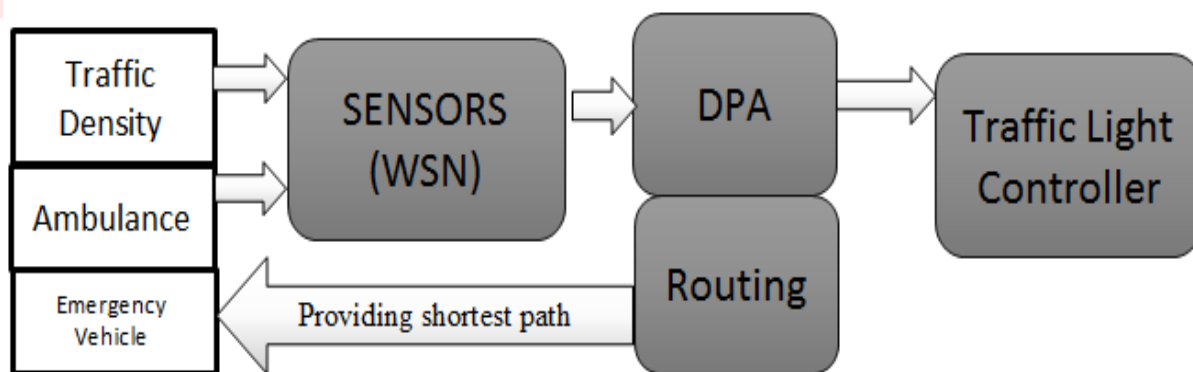 Traffic
Density
SENSORS
(WSN)
DPA
Traffic Light
Controller
Ambulance
Emergency
Vehicle
Providing shortest path
Routing